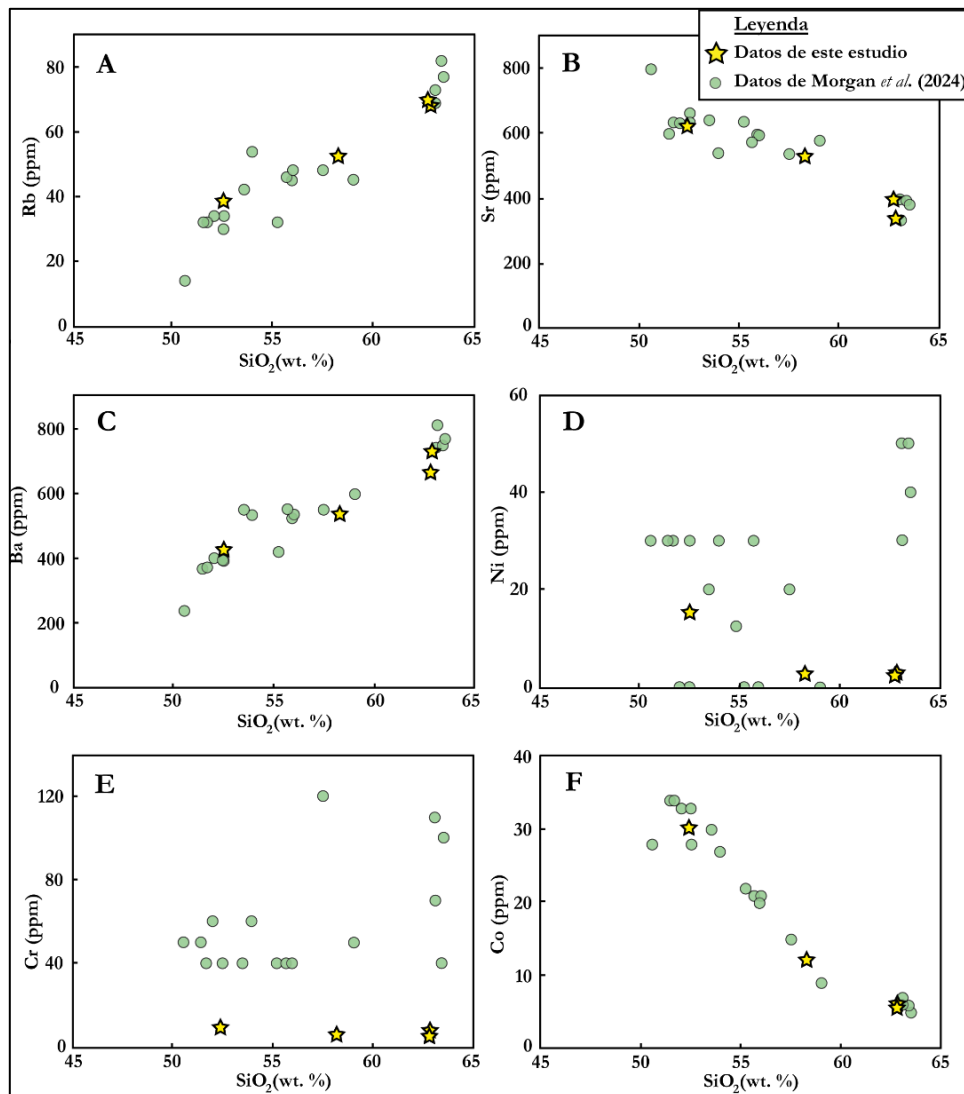 Leyenda
Datos de este estudio
Datos de Morgan et al. (2024)
A
80
60
40
20
0
Rb (ppm)
45
50
55
60
65
SiO2(wt. %)
B
800
600
400
200
0
Sr (ppm)
45
50
55
60
65
SiO2(wt. %)
C
800
600
400
200
0
Ba (ppm)
45
50
55
60
65
SiO2(wt. %)
D
60
40
20
0
Ni (ppm)
45
50
55
60
65
SiO2(wt. %)
E
120
80
40
0
Cr (ppm)
45
50
55
60
65
SiO2(wt. %)
F
40
30
20
10
0
Co (ppm)
45
50
55
60
65
SiO2(wt. %)